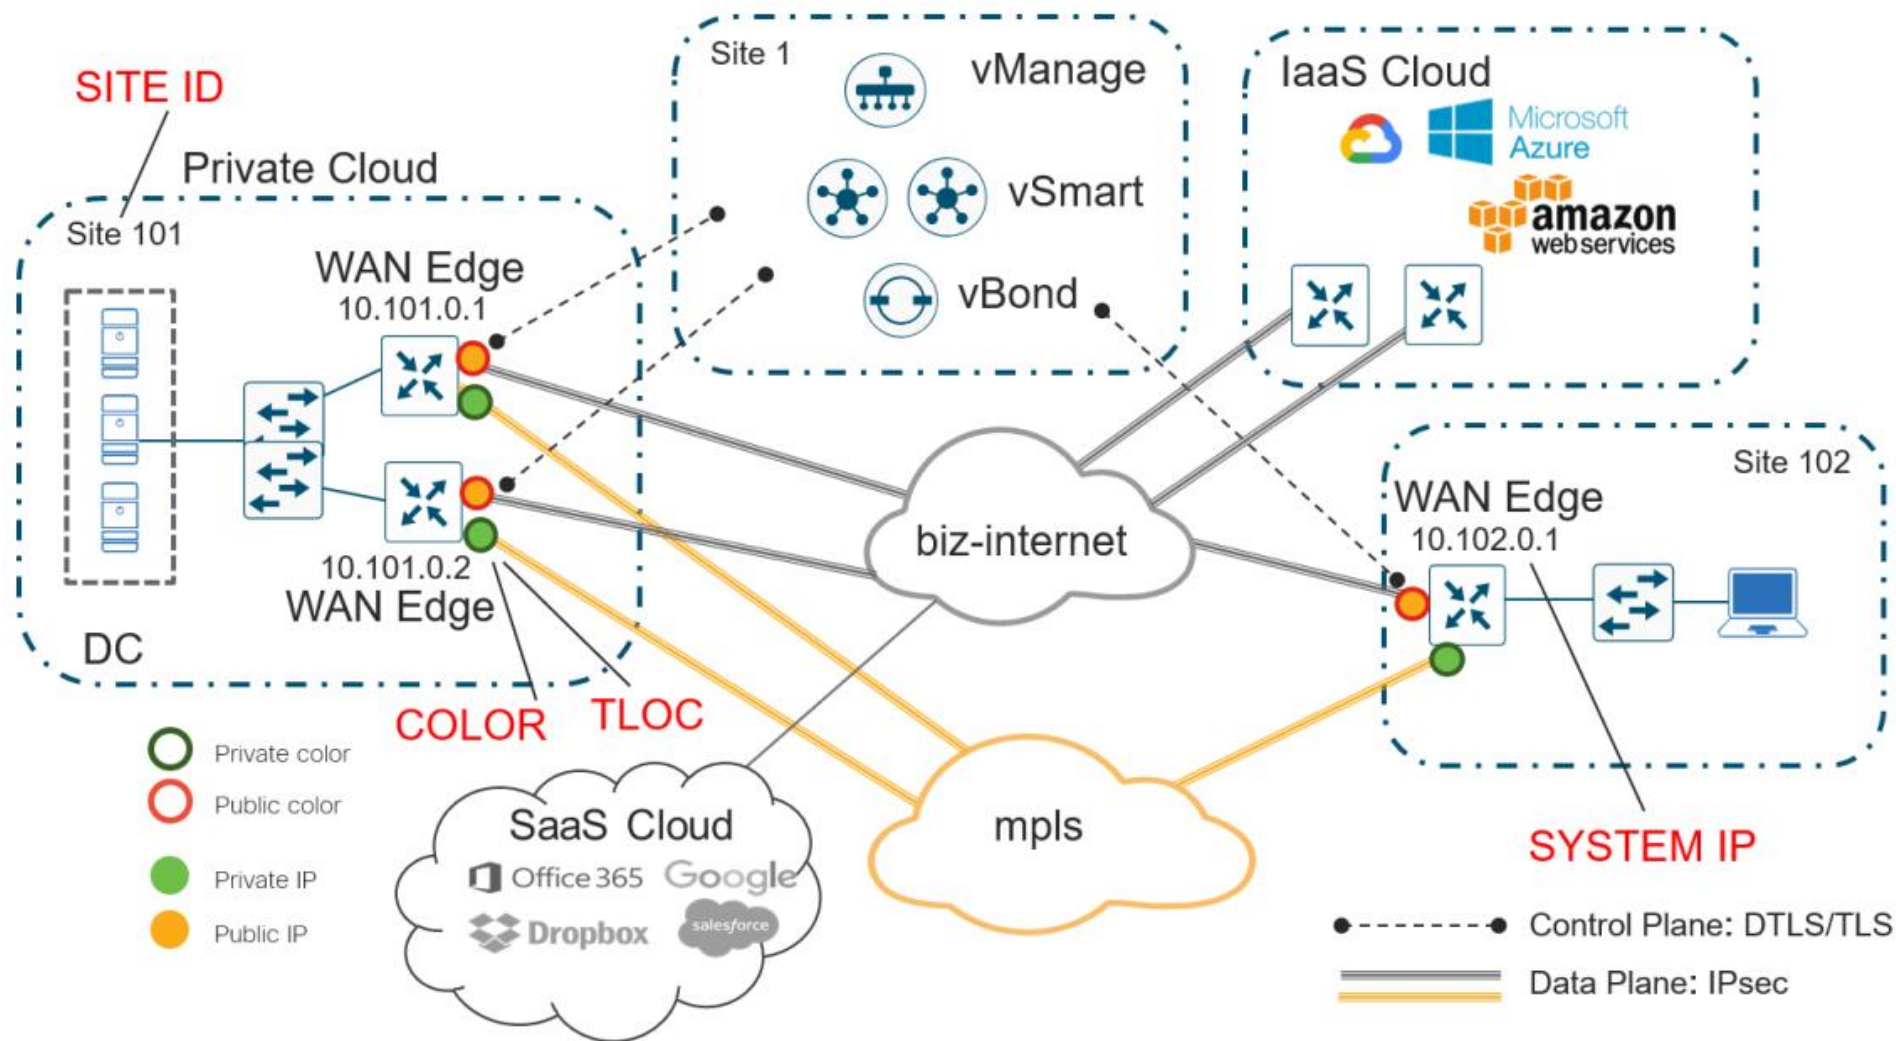 SITE ID
Private Cloud
Site 101
WAN Edge
10.101.0.1
10.101.0.2
WAN Edge
DC
COLOR
TLOC
Site 1
vManage
vSmart
vBond
IaaS Cloud
Microsoft
Azure
amazon
webservices
biz-internet
mpls
Site 102
WAN Edge
10.102.0.1
SYSTEM IP
Private color
Public color
Private IP
Public IP
SaaS Cloud
Office 365
Google
Dropbox
salesforce
Control Plane: DTLS/TLS
Data Plane: IPsec